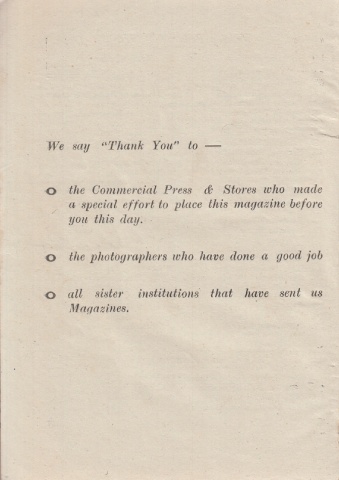 We say "Thank You" to —
the Commercial Press & Stores who made
a special effort to place this magazine before
you this day.
the photographers who have done a good job
all sister institutions that have sent us
Magazines.